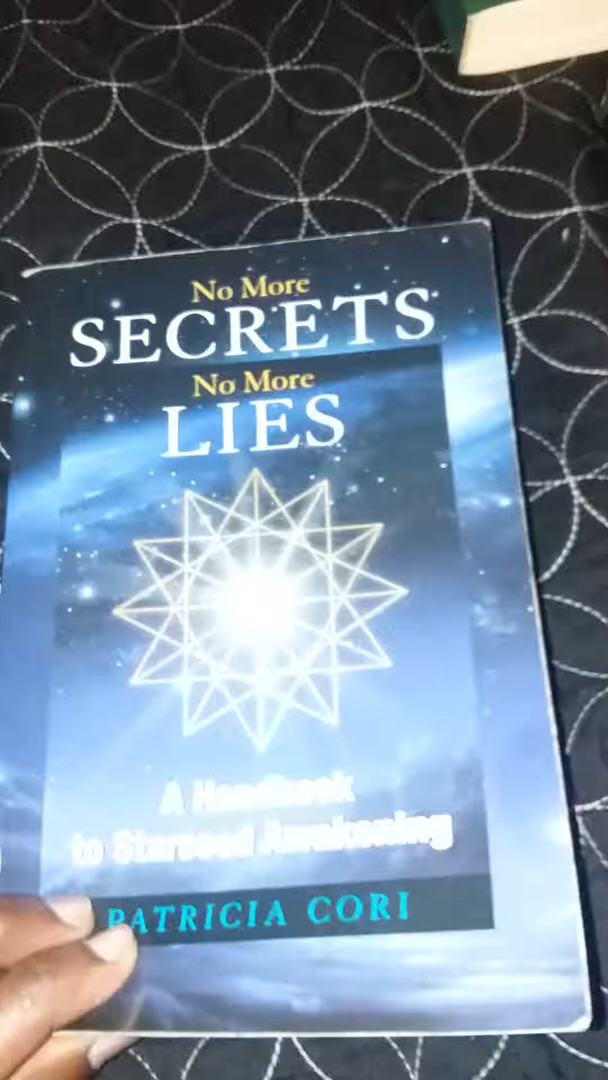 No More
SECRETS
No More
LIES
A Handbook
to Starseed Awakening
PATRICIA CORI